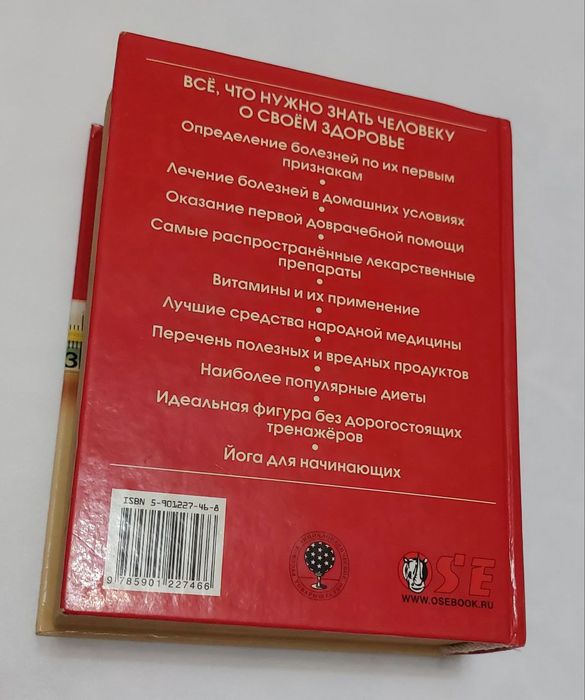 ВСЁ, ЧТО НУЖНО ЗНАТЬ ЧЕЛОВЕКУ
О СВОЁМ ЗДОРОВЬЕ
Определение болезней по их первым
признакам
•
Лечение болезней в домашних условиях
•
Оказание первой доврачебной помощи
•
Самые распространённые лекарственные
препараты
•
Витамины и их применение
•
Лучшие средства народной медицины
•
Перечень полезных и вредных продуктов
•
Наиболее популярные диеты
•
Идеальная фигура без дорогостоящих
тренажёров
•
Йога для начинающих
ISBN 5-901227-46-8
9 785901 227466
OSE
WWW.OSEBOOK.RU
3